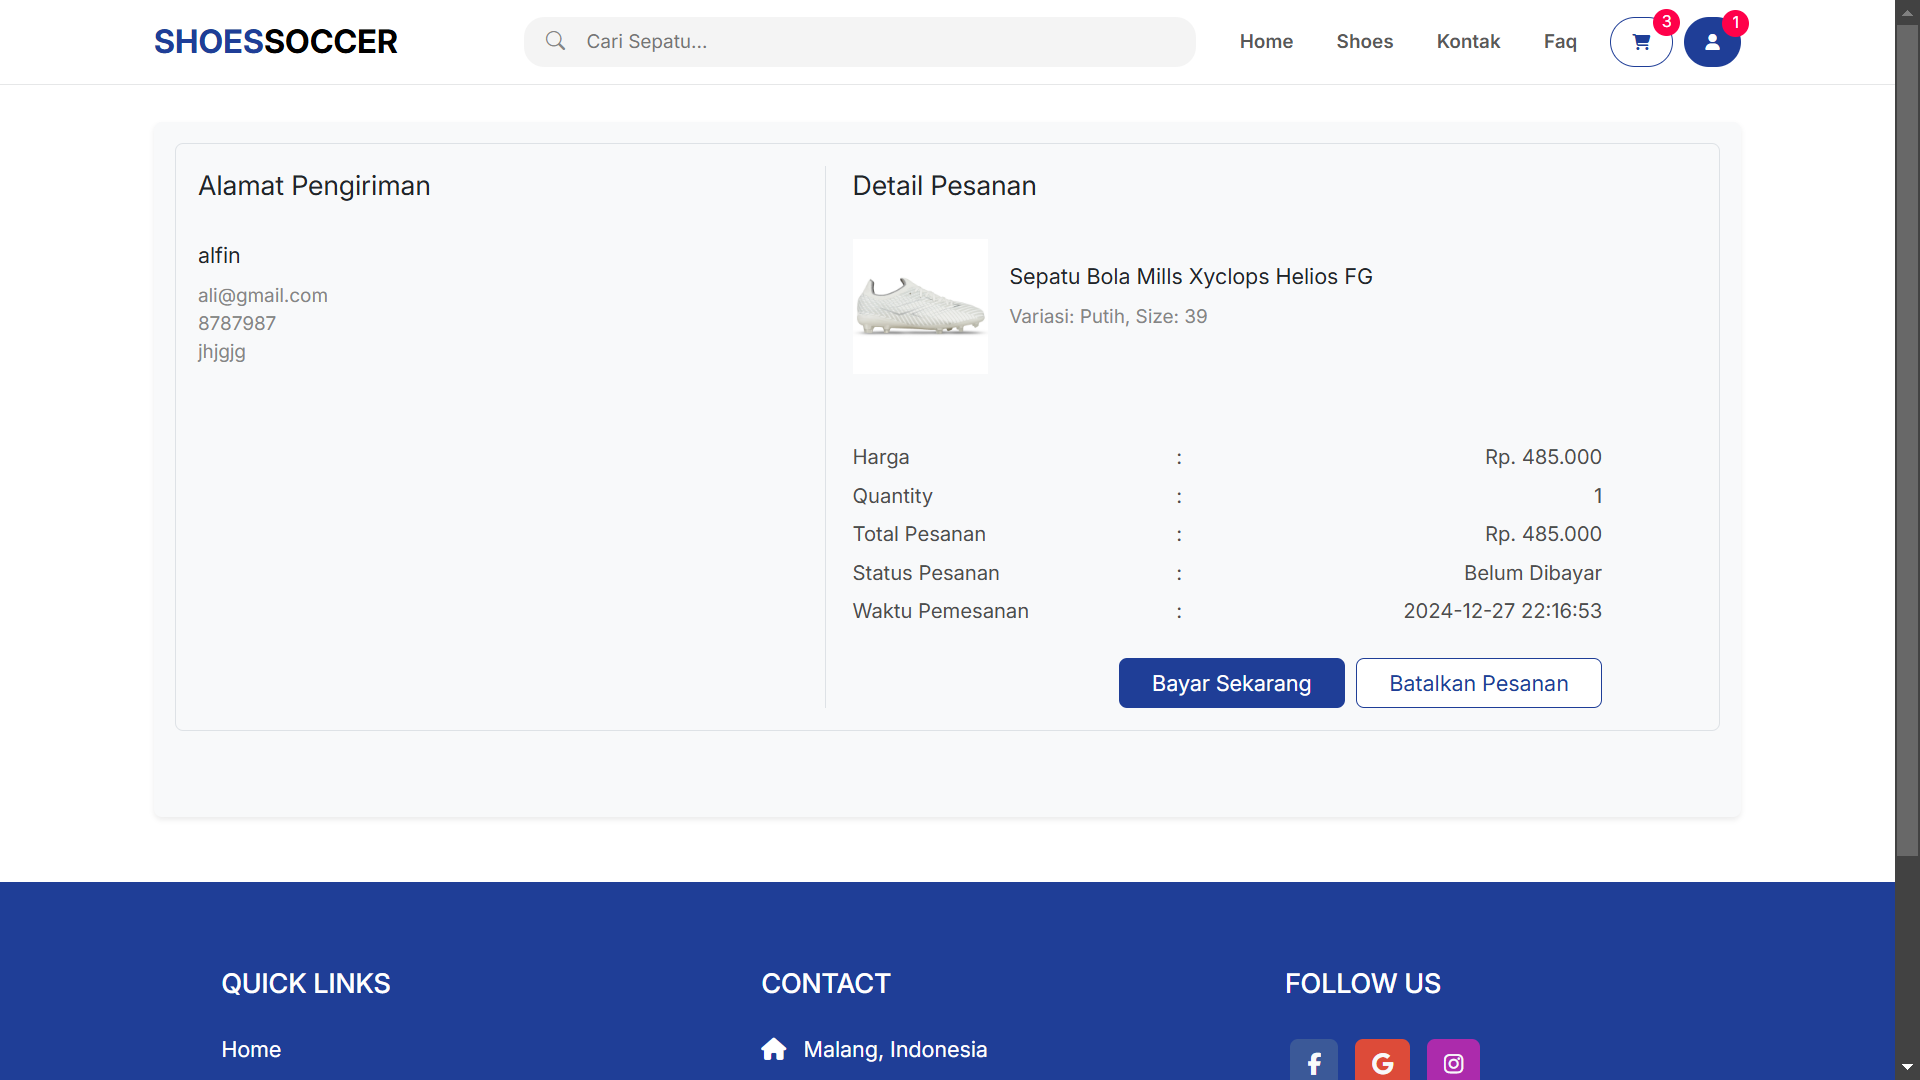 SHOESSOCCER
Cari Sepatu...
Home
Shoes
Kontak
Faq
3
1
Alamat Pengiriman
alfin
ali@gmail.com
8787987
jhjgjg
Detail Pesanan
Sepatu Bola Mills Xyclops Helios FG
Variasi: Putih, Size: 39
Harga : Rp. 485.000
Quantity : 1
Total Pesanan : Rp. 485.000
Status Pesanan : Belum Dibayar
Waktu Pemesanan : 2024-12-27 22:16:53
Bayar Sekarang
Batalkan Pesanan
QUICK LINKS
Home
CONTACT
Malang, Indonesia
FOLLOW US